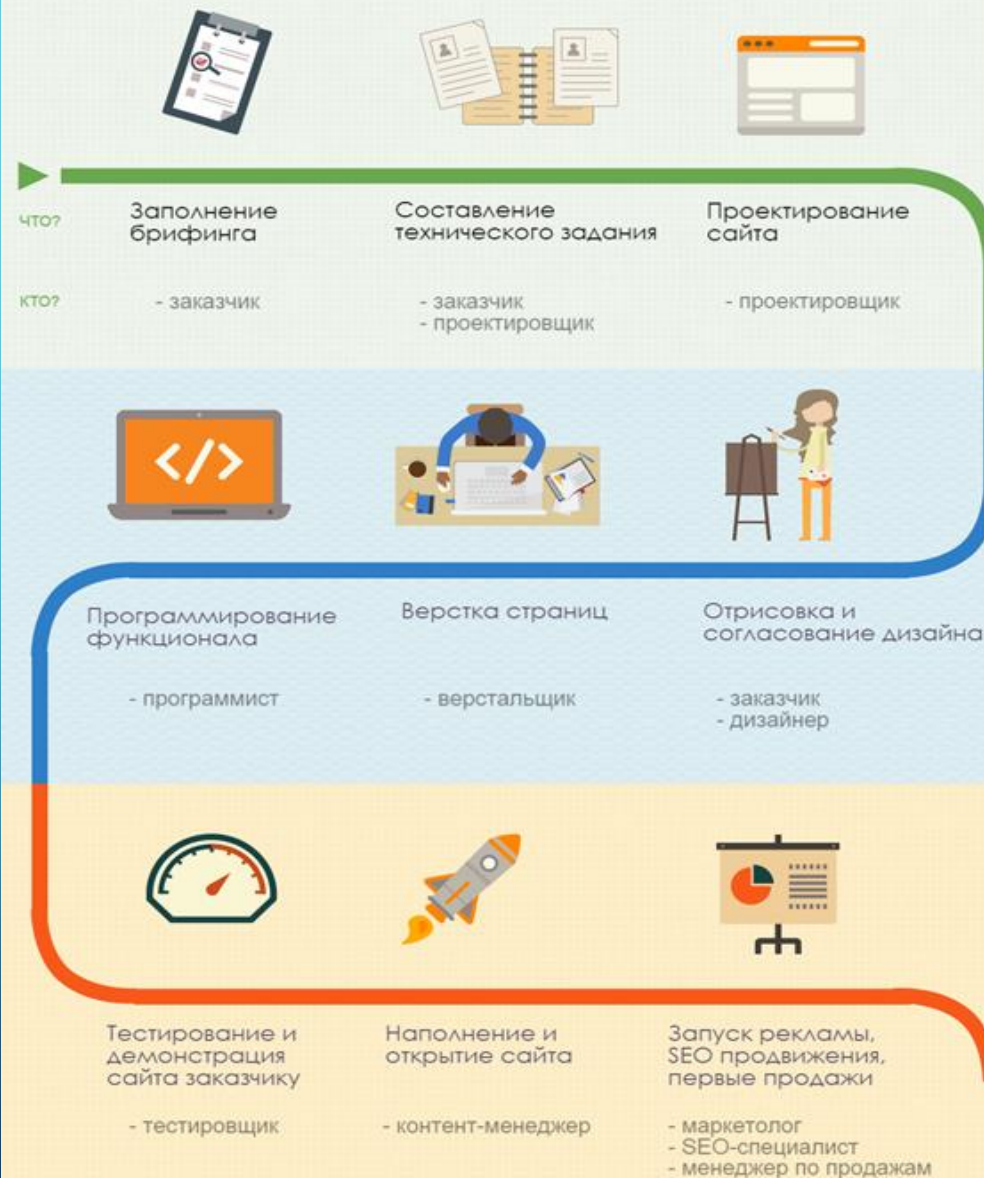 ЧТО?
Заполнение
брифинга
Составление
технического задания
Проектирование
сайта
КТО?
- заказчик
- заказчик
- проектировщик
- проектировщик
</>
Программирование
функционала
Верстка страниц
Отрисовка и
согласование дизайна
- программист
- верстальщик
- заказчик
- дизайнер
Тестирование и
демонстрация
сайта заказчику
Наполнение и
открытие сайта
Запуск рекламы,
SEO продвижения,
первые продажи
- тестировщик
- контент-менеджер
- маркетолог
- SEO-специалист
- менеджер по продажам